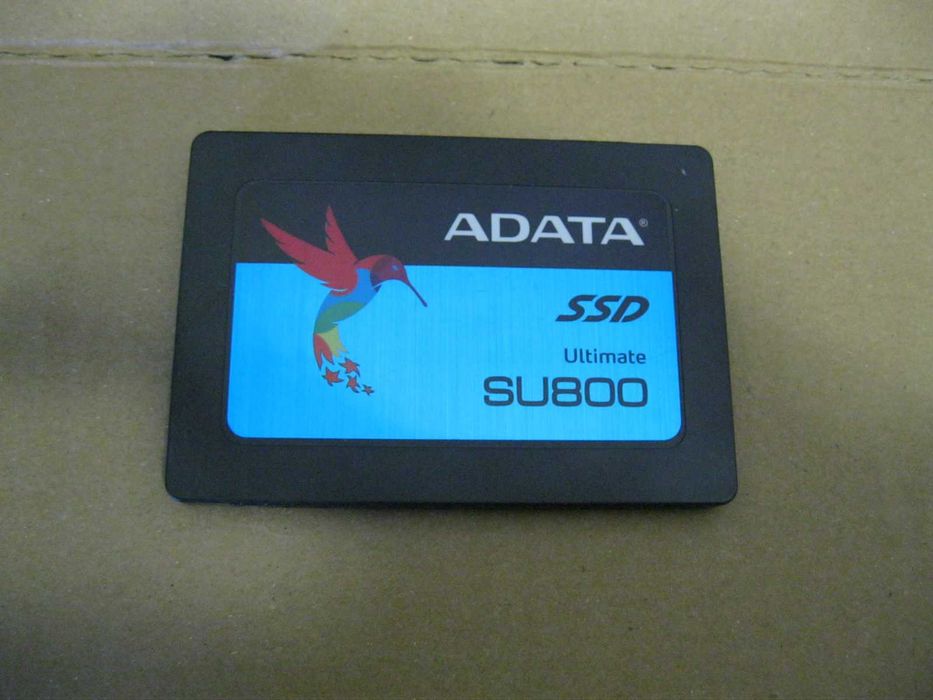 ADATA®
SSD
Ultimate
SU800